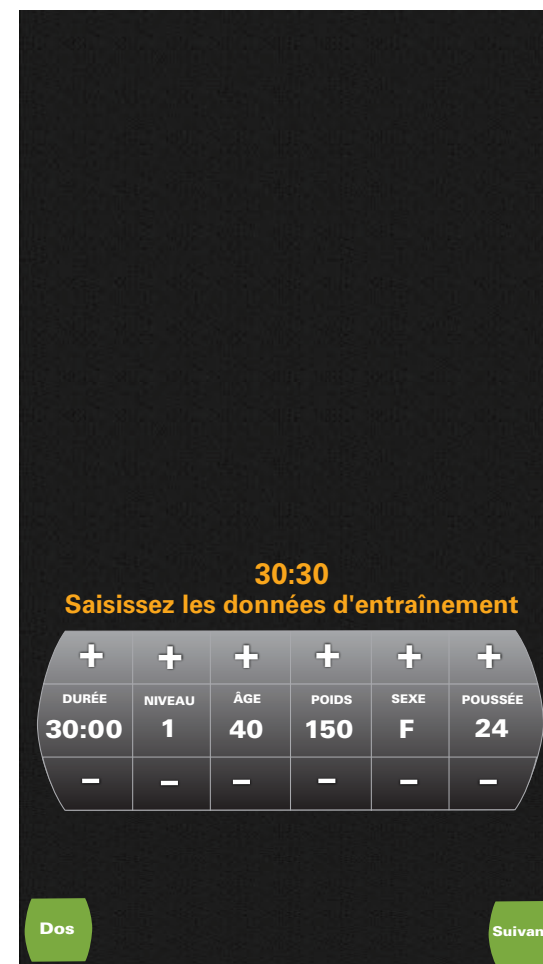 30:30
Saisissez les données d'entraînement
+ + + + + +
DURÉE NIVEAU ÂGE POIDS SEXE POUSSÉE
30:00 1 40 150 F 24
– – – – – –
Dos Suivan